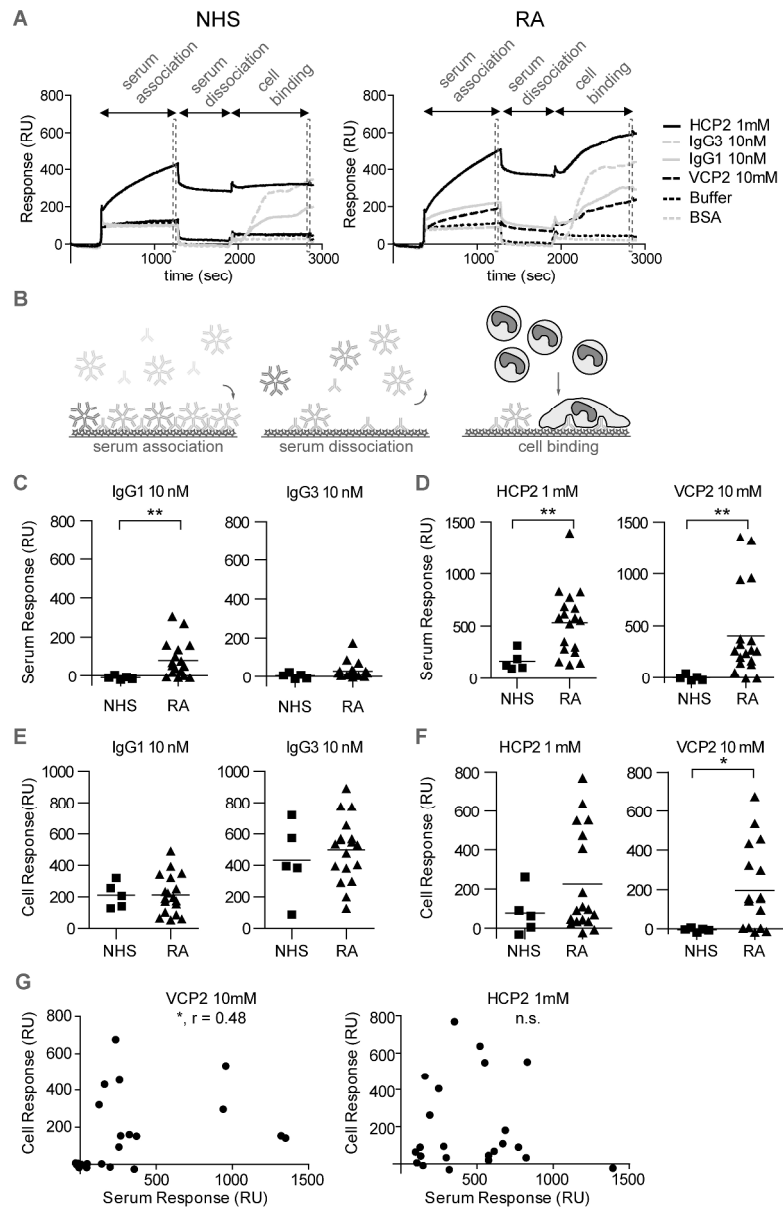 A
NHS
RA
serum association
serum dissociation
cell binding
serum association
serum dissociation
cell binding
Response (RU)
800
600
400
200
0
1000
2000
3000
time (sec)
Response (RU)
800
600
400
200
0
1000
2000
3000
time (sec)
HCP2 1mM
IgG3 10nM
IgG1 10nM
VCP2 10mM
Buffer
BSA
B
serum association
serum dissociation
cell binding
C
IgG1 10 nM
**
Serum Response (RU)
800
600
400
200
0
NHS
RA
IgG3 10 nM
800
600
400
200
0
NHS
RA
D
HCP2 1 mM
**
Serum Response (RU)
1500
1000
500
0
NHS
RA
VCP2 10 mM
**
1500
1000
500
0
NHS
RA
E
IgG1 10 nM
Cell Response(RU)
1000
800
600
400
200
0
NHS
RA
IgG3 10 nM
1000
800
600
400
200
0
NHS
RA
F
HCP2 1 mM
Cell Response (RU)
800
600
400
200
0
NHS
RA
VCP2 10 mM
*
800
600
400
200
0
NHS
RA
G
VCP2 10mM
*, r = 0.48
Cell Response (RU)
800
600
400
200
500
1000
1500
Serum Response (RU)
HCP2 1mM
n.s.
Cell Response (RU)
800
600
400
200
500
1000
1500
Serum Response (RU)